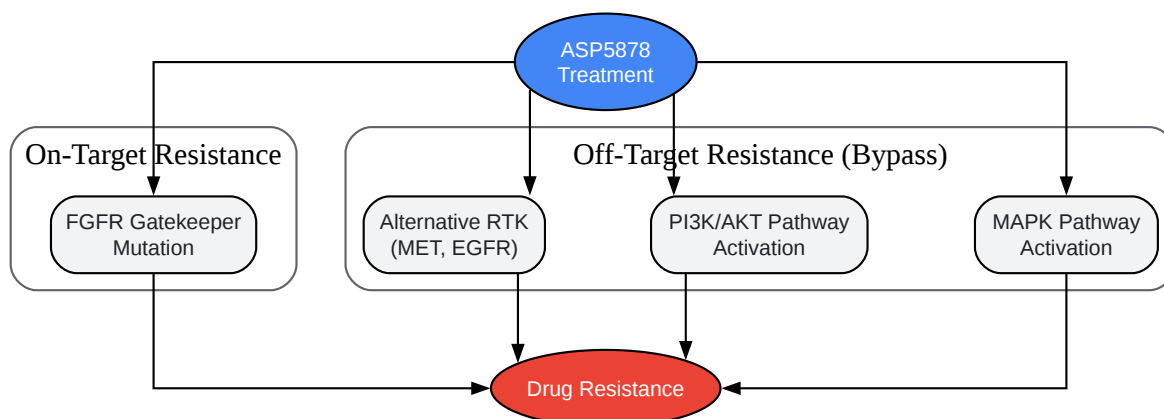 ASP5878
Treatment
On-Target Resistance
Off-Target Resistance (Bypass)
FGFR Gatekeeper
Mutation
Alternative RTK
(MET, EGFR)
PI3K/AKT Pathway
Activation
MAPK Pathway
Activation
Drug Resistance